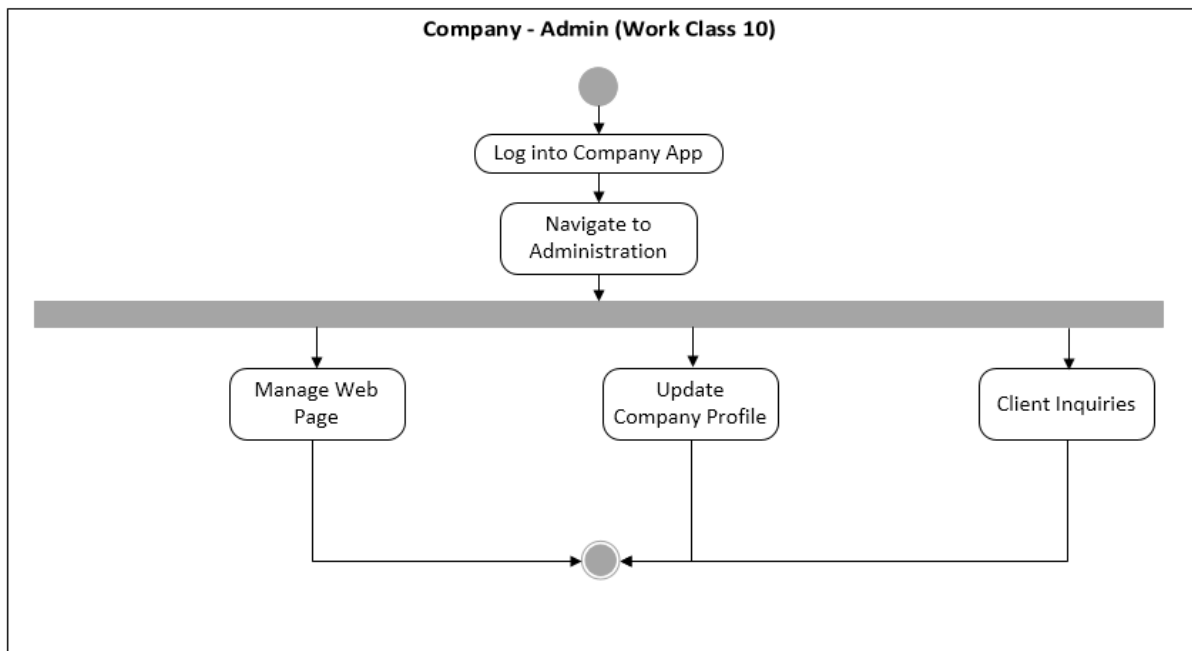 Company - Admin (Work Class 10)
Log into Company App
Navigate to
Administration
Manage Web
Page
Update
Company Profile
Client Inquiries